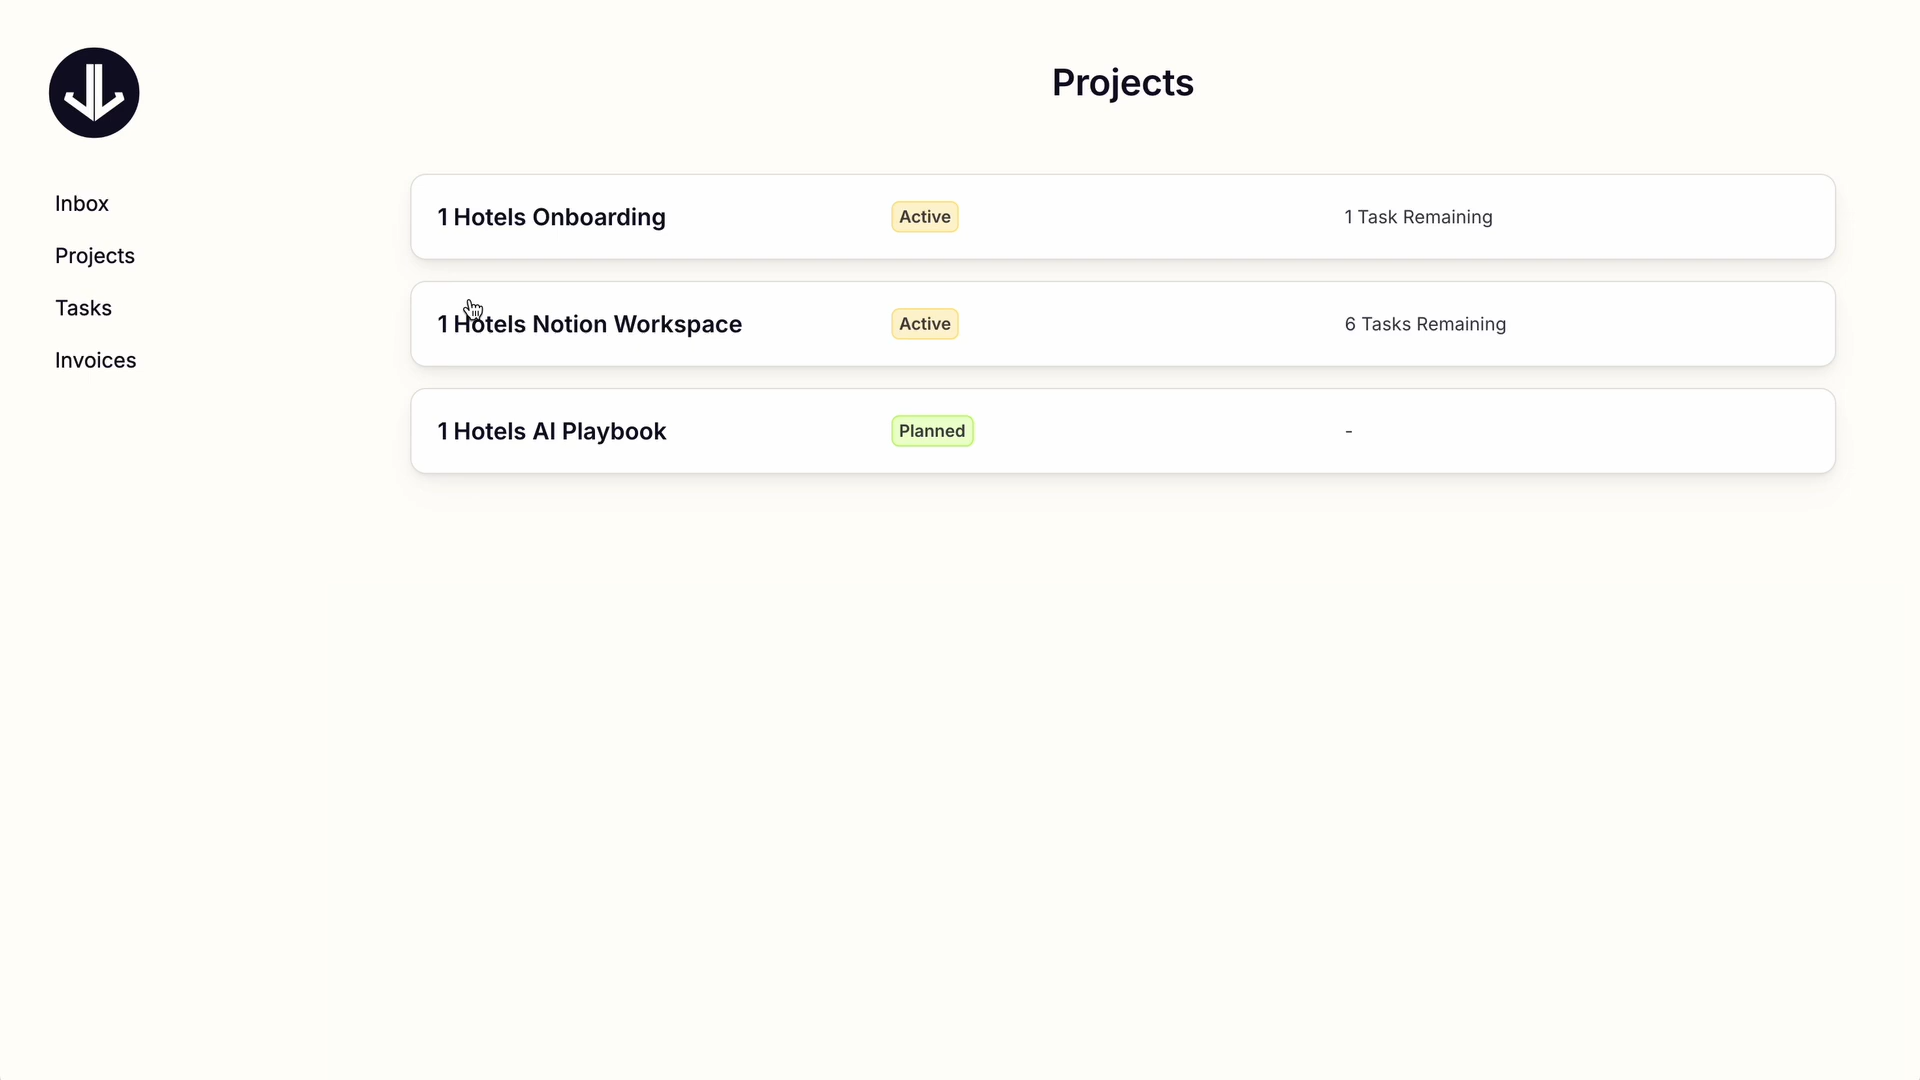 Projects
Inbox
Projects
Tasks
Invoices
1 Hotels Onboarding
Active
1 Task Remaining
1 Hotels Notion Workspace
Active
6 Tasks Remaining
1 Hotels AI Playbook
Planned
-